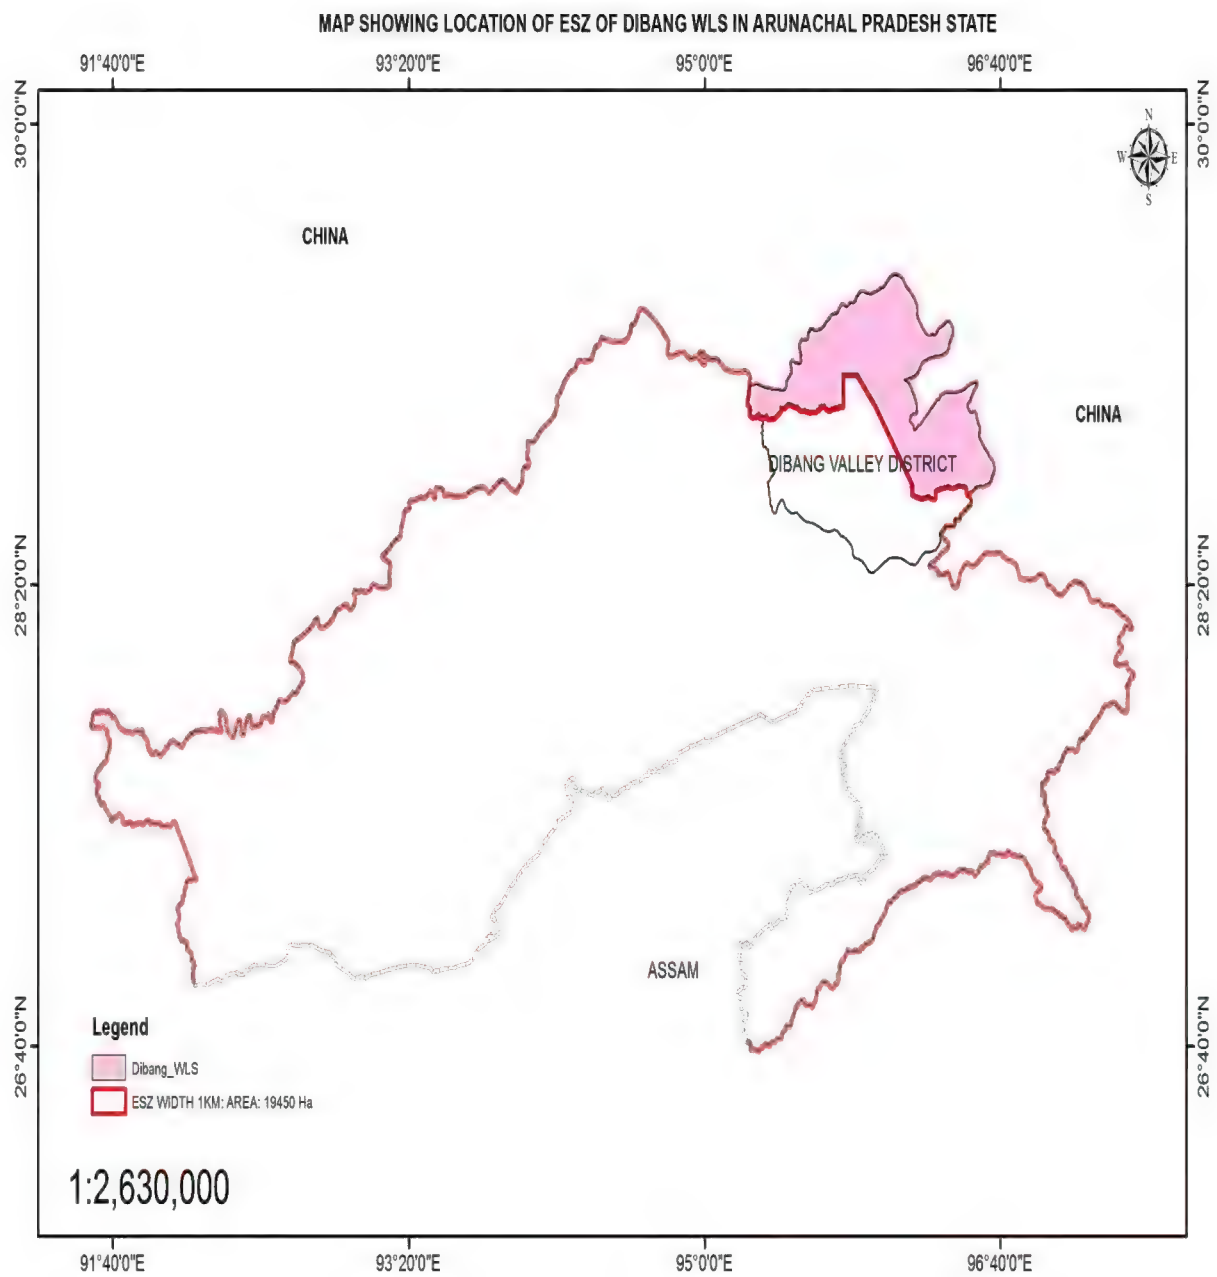 MAP SHOWING LOCATION OF ESZ OF DIBANG WLS IN ARUNACHAL PRADESH STATE
91°40'0"E 93°20'0"E 95°0'0"E 96°40'0"E
30°0'0"N 30°0'0"N
N
W E
S
CHINA
CHINA
DIBANG VALLEY DISTRICT
28°20'0"N 28°20'0"N
ASSAM
Legend
26°40'0"N 26°40'0"N
Dibang_WLS
ESZ WIDTH 1KM: AREA: 19450 Ha
1:2,630,000
91°40'0"E 93°20'0"E 95°0'0"E 96°40'0"E